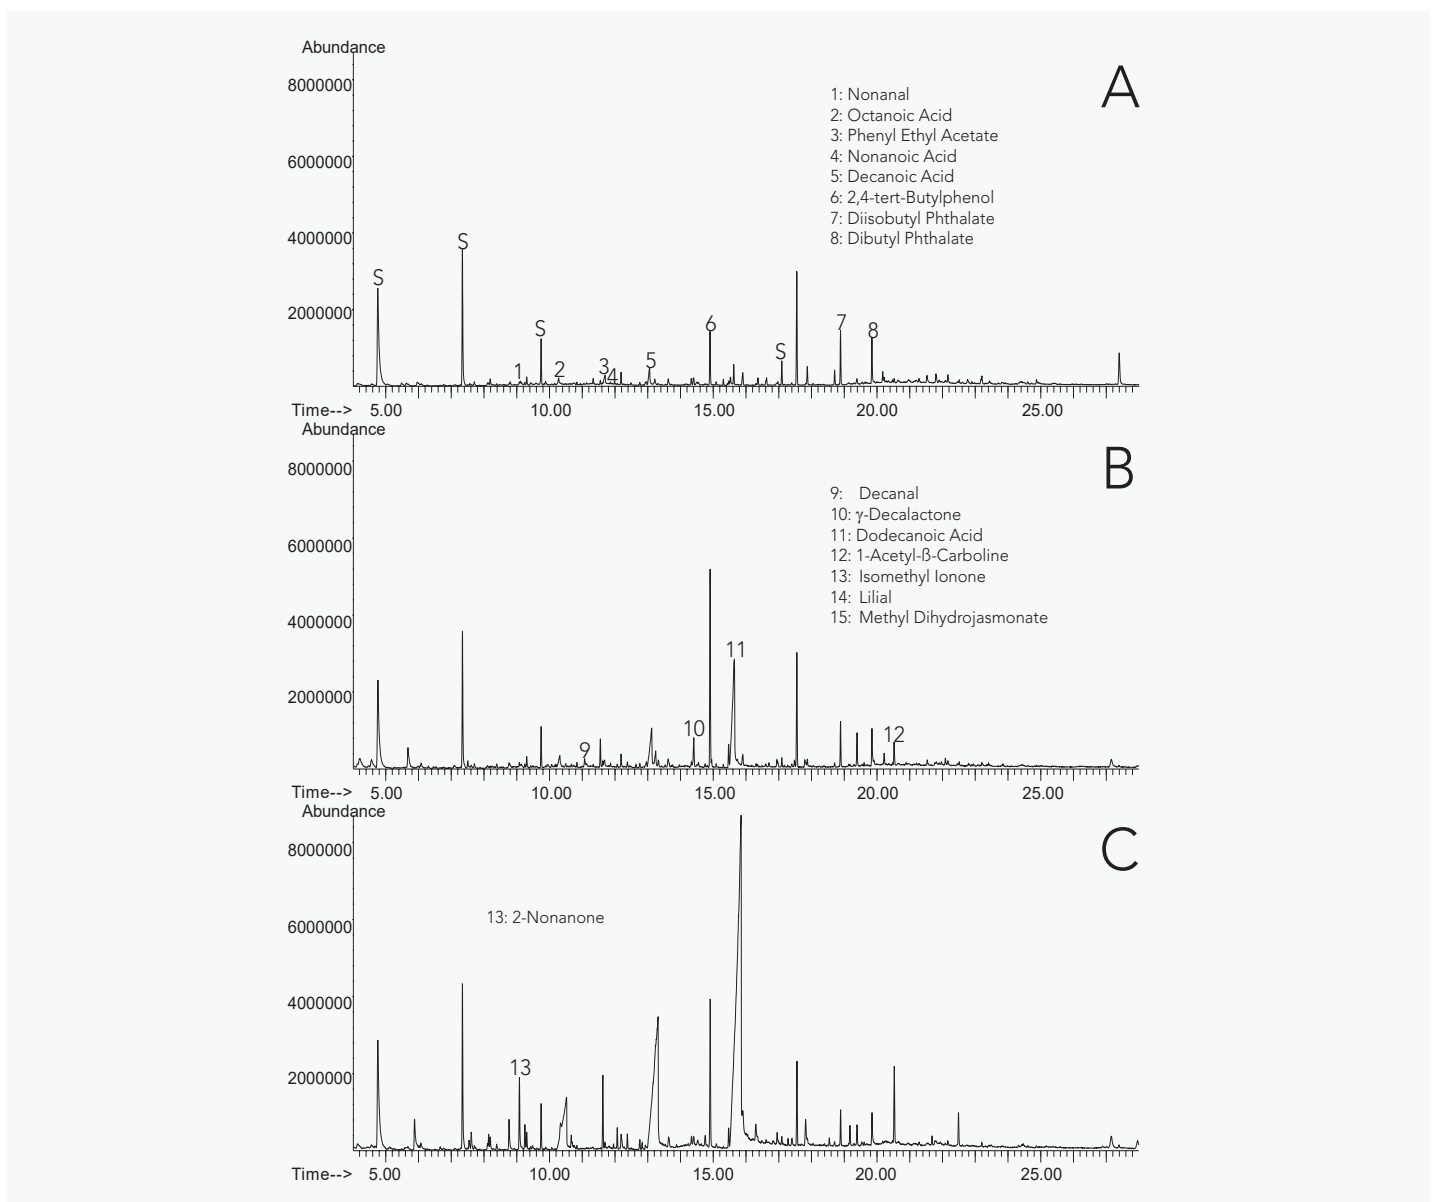 Abundance
A
8000000
1: Nonanal
2: Octanoic Acid
3: Phenyl Ethyl Acetate
6000000
4: Nonanoic Acid
5: Decanoic Acid
6: 2,4-tert-Butylphenol
7: Diisobutyl Phthalate
4000000
8: Dibutyl Phthalate
S
S
2000000
S
6
7
8
S
1
2
3
4
5
Time-->
5.00
10.00
15.00
20.00
25.00
Abundance
B
8000000
9: Decanal
10: γ-Decalactone
11: Dodecanoic Acid
6000000
12: 1-Acetyl-ß-Carboline
13: Isomethyl Ionone
14: Lilial
15: Methyl Dihydrojasmonate
4000000
11
2000000
10
12
9
Time-->
5.00
10.00
15.00
20.00
25.00
Abundance
C
8000000
13: 2-Nonanone
6000000
4000000
13
2000000
Time-->
5.00
10.00
15.00
20.00
25.00